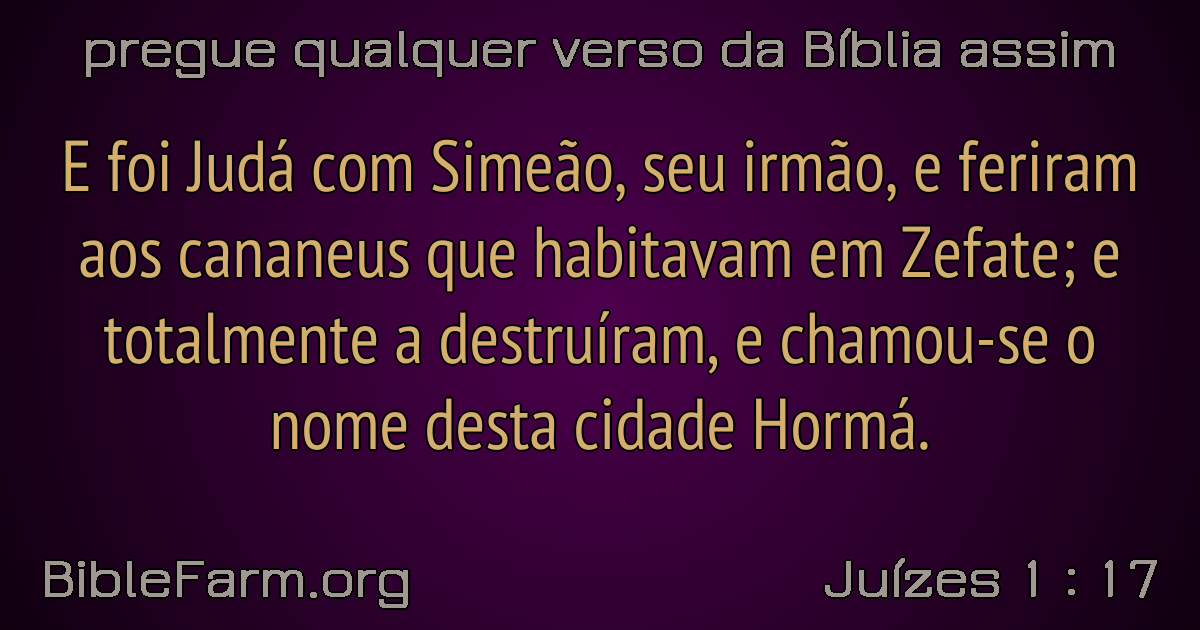 pregue qualquer verso da Bíblia assim
E foi Judá com Simeão, seu irmão, e feriram
aos cananeus que habitavam em Zefate; e
totalmente a destruíram, e chamou-se o
nome desta cidade Hormá.
BibleFarm.org
Juízes 1 : 17